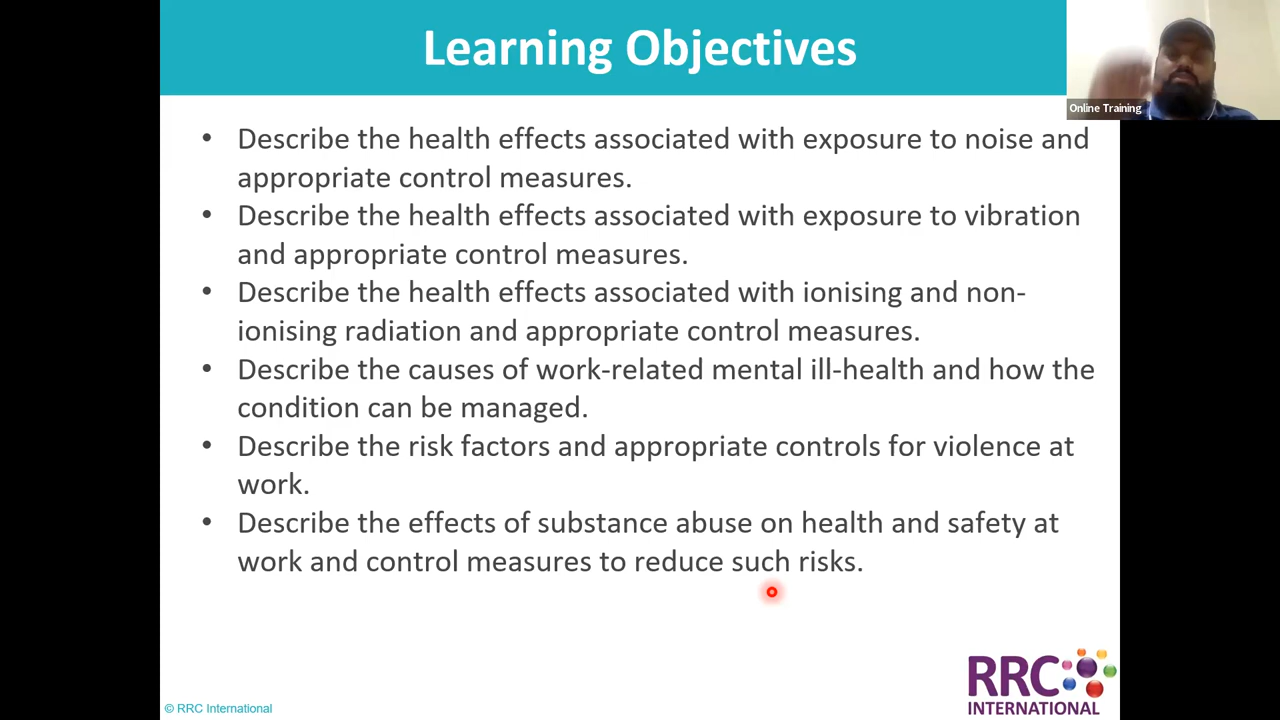 Learning Objectives
Online Training
• Describe the health effects associated with exposure to noise and
appropriate control measures.
• Describe the health effects associated with exposure to vibration
and appropriate control measures.
• Describe the health effects associated with ionising and non-
ionising radiation and appropriate control measures.
• Describe the causes of work-related mental ill-health and how the
condition can be managed.
• Describe the risk factors and appropriate controls for violence at
work.
• Describe the effects of substance abuse on health and safety at
work and control measures to reduce such risks.
RRC
INTERNATIONAL
© RRC International